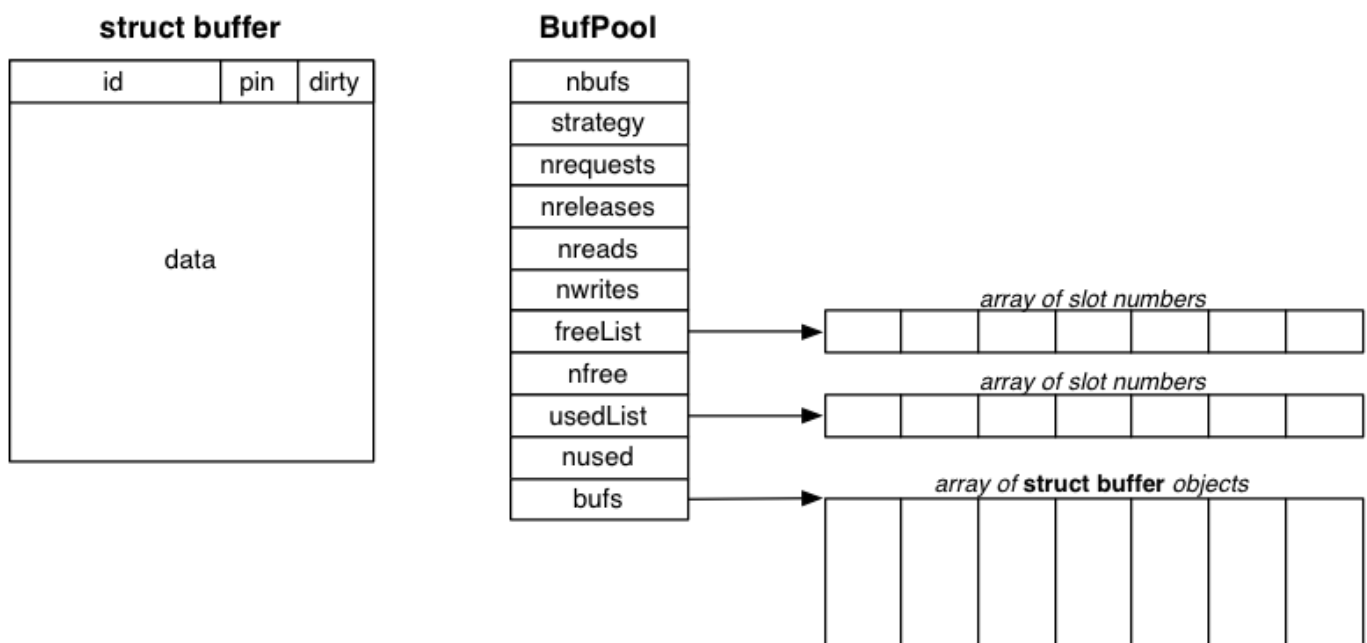 struct buffer
id pin dirty
data
BufPool
nbufs
strategy
nrequests
nreleases
nreads
nwrites
freeList
nfree
usedList
nused
bufs
array of slot numbers
array of slot numbers
array of struct buffer objects